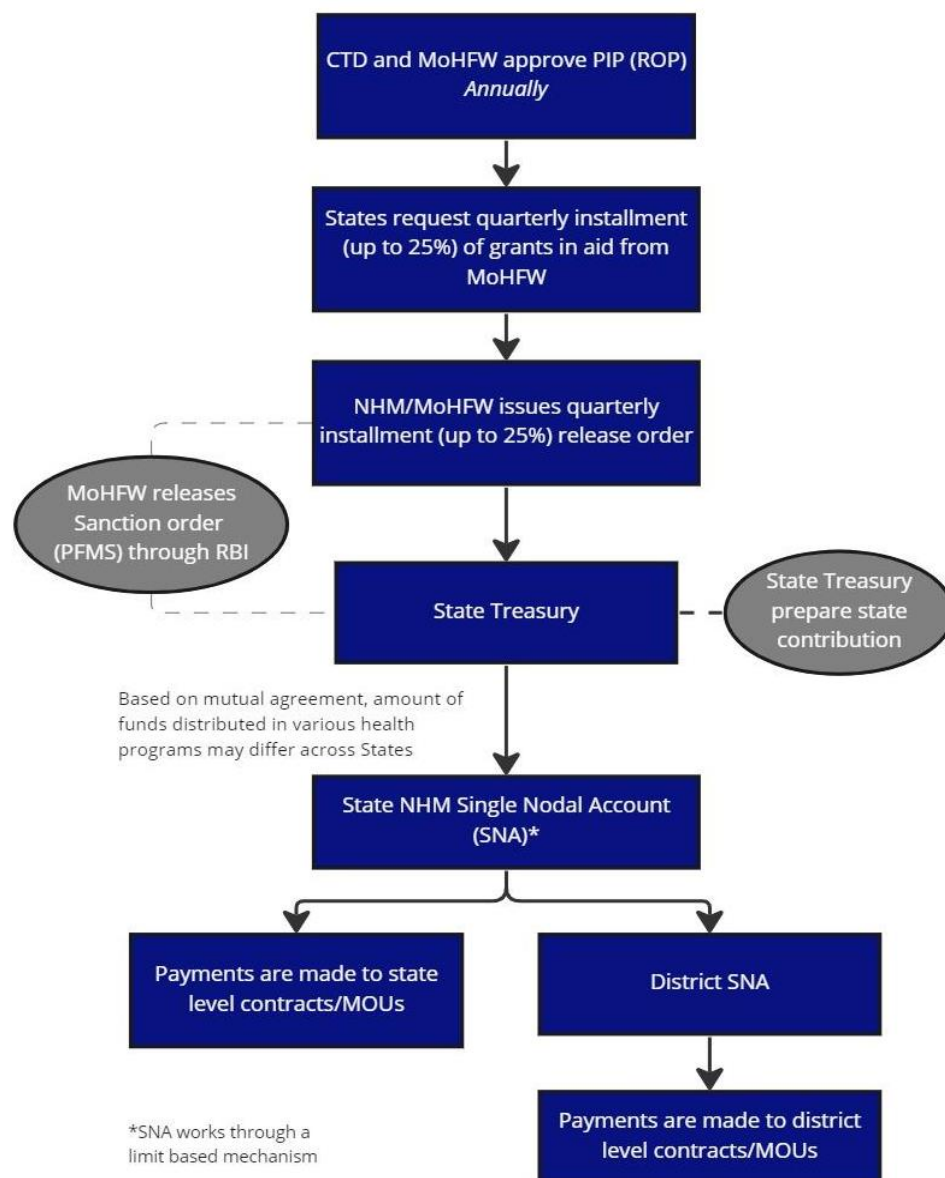 CTD and MoHFW approve PIP (ROP)
Annually
States request quarterly installment
(up to 25%) of grants in aid from
MoHFW
NHM/MoHFW issues quarterly
installment (up to 25%) release order
MoHFW releases
Sanction order
(PFMS) through RBI
State Treasury
State Treasury
prepare state
contribution
Based on mutual agreement, amount of
funds distributed in various health
programs may differ across States
State NHM Single Nodal Account
(SNA)*
Payments are made to state
level contracts/MOUs
District SNA
Payments are made to district
level contracts/MOUs
*SNA works through a
limit based mechanism